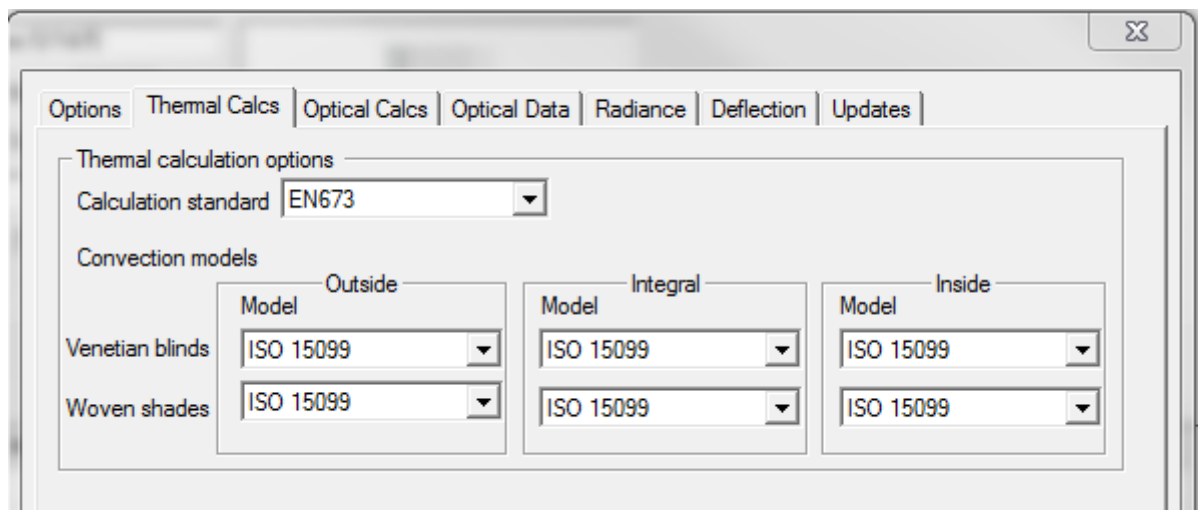 Options Thermal Calcs Optical Calcs Optical Data Radiance Deflection Updates
Thermal calculation options
Calculation standard EN673
Convection models
Outside Integral Inside
Model Model Model
Venetian blinds ISO 15099 ISO 15099 ISO 15099
Woven shades ISO 15099 ISO 15099 ISO 15099